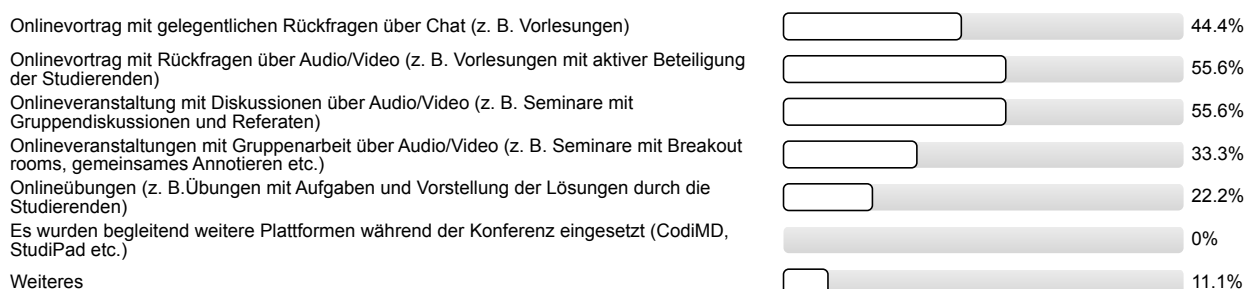 Onlinevortrag mit gelegentlichen Rückfragen über Chat (z. B. Vorlesungen) 44.4%
Onlinevortrag mit Rückfragen über Audio/Video (z. B. Vorlesungen mit aktiver Beteiligung
der Studierenden) 55.6%
Onlineveranstaltung mit Diskussionen über Audio/Video (z. B. Seminare mit
Gruppendiskussionen und Referaten) 55.6%
Onlineveranstaltungen mit Gruppenarbeit über Audio/Video (z. B. Seminare mit Breakout
rooms, gemeinsames Annotieren etc.) 33.3%
Onlineübungen (z. B.Übungen mit Aufgaben und Vorstellung der Lösungen durch die
Studierenden) 22.2%
Es wurden begleitend weitere Plattformen während der Konferenz eingesetzt (CodiMD,
StudiPad etc.) 0%
Weiteres 11.1%